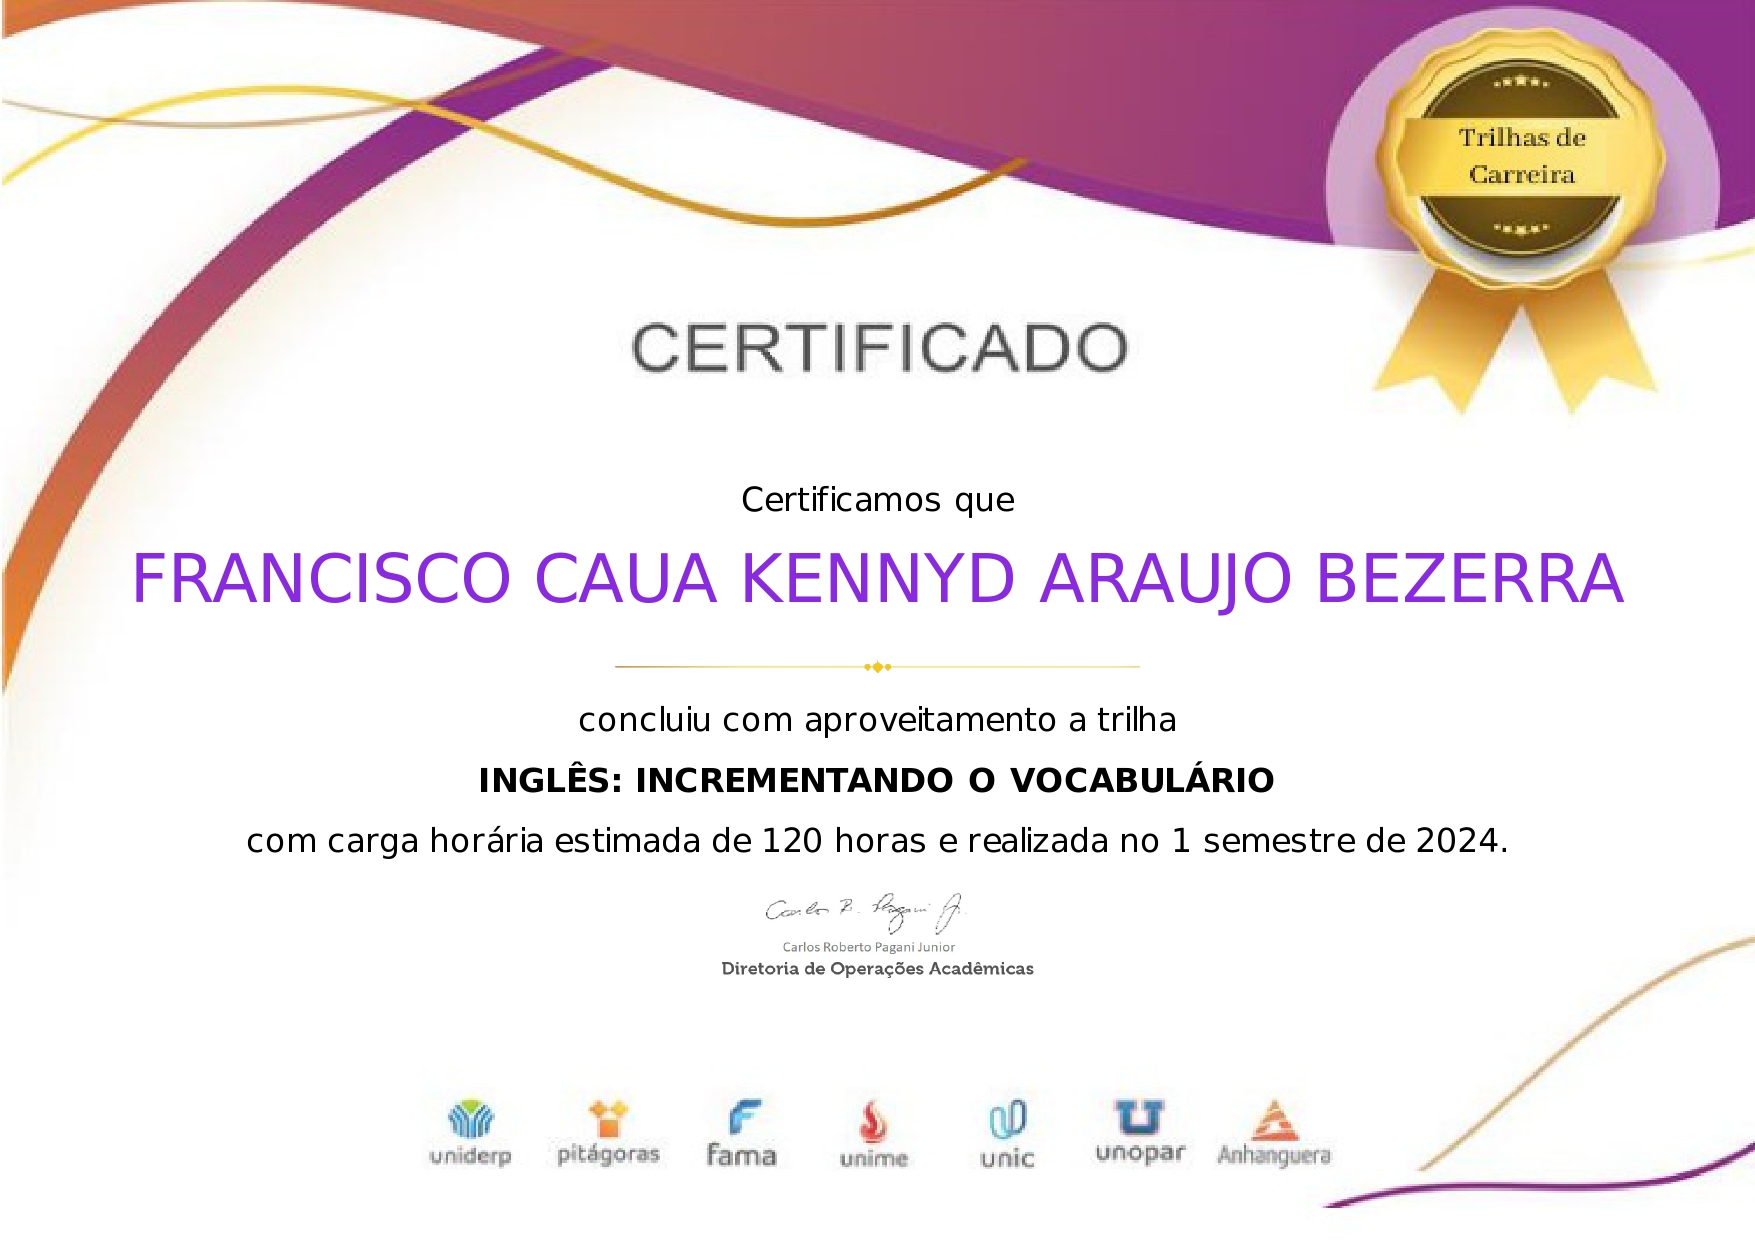 Trilhas de
Carreira
CERTIFICADO
Certificamos que
FRANCISCO CAUA KENNYD ARAUJO BEZERRA
concluiu com aproveitamento a trilha
INGLÊS: INCREMENTANDO O VOCABULÁRIO
com carga horária estimada de 120 horas e realizada no 1 semestre de 2024.
Carlos R. Pagani Jr.
Carlos Roberto Pagani Junior
Diretoria de Operações Acadêmicas
uniderp pitágoras fama unime unic unopar Anhanguera